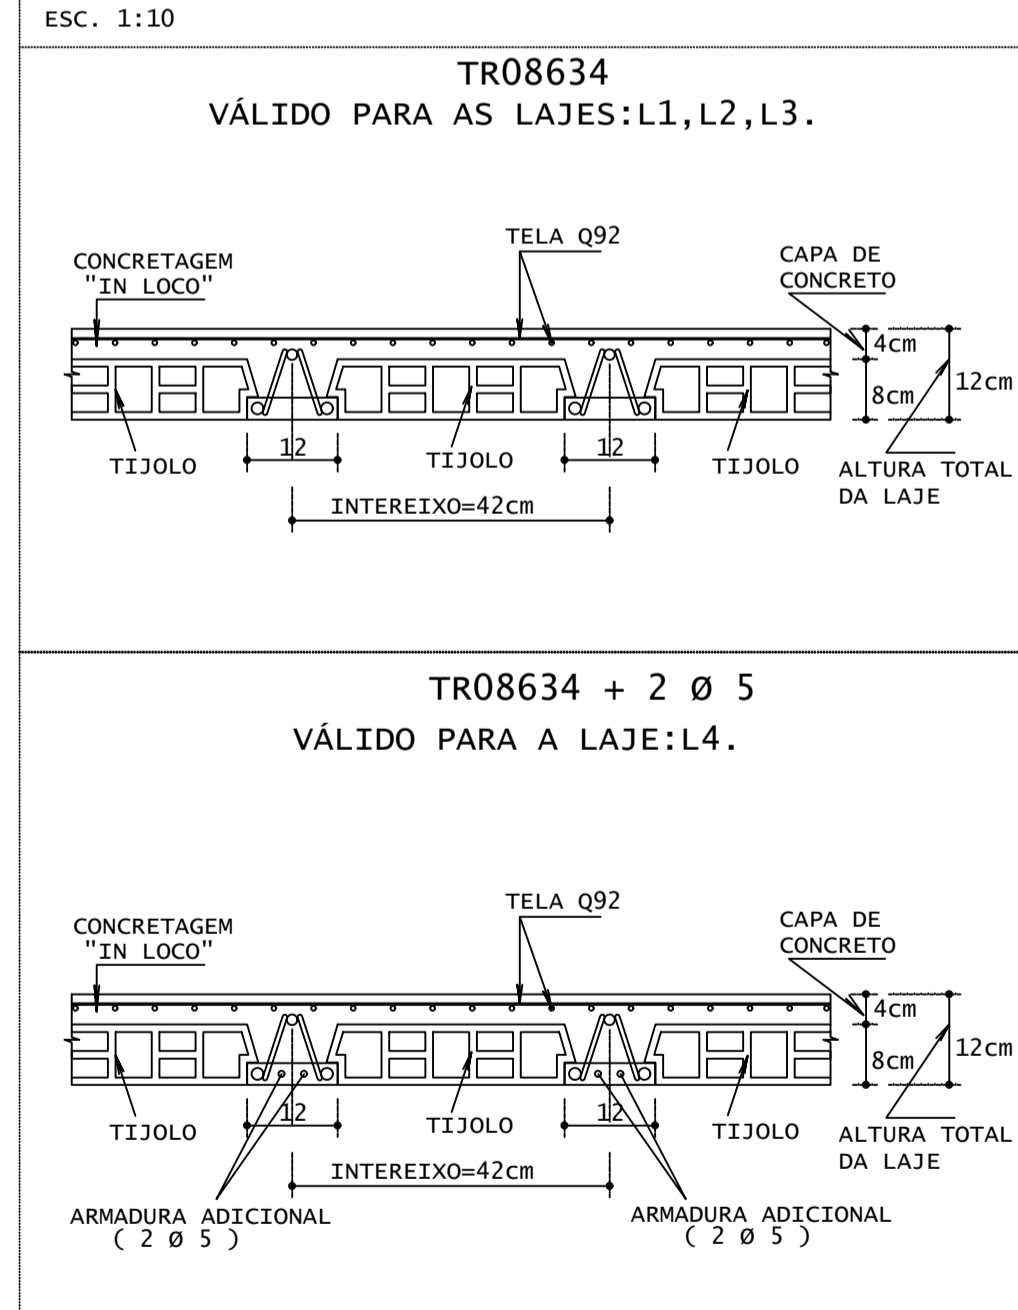 ESC. 1:10
TR08634
VÁLIDO PARA AS LAJES:L1,L2,L3.
TELA Q92
CONCRETAGEM
"IN LOCO"
CAPA DE
CONCRETO
4cm
8cm
12cm
12
12
TIJOLO
TIJOLO
TIJOLO
ALTURA TOTAL
DA LAJE
INTEREIXO=42cm
TR08634 + 2 Ø 5
VÁLIDO PARA A LAJE:L4.
TELA Q92
CONCRETAGEM
"IN LOCO"
CAPA DE
CONCRETO
4cm
8cm
12cm
12
12
TIJOLO
TIJOLO
TIJOLO
ALTURA TOTAL
DA LAJE
INTEREIXO=42cm
ARMADURA ADICIONAL
( 2 Ø 5 )
ARMADURA ADICIONAL
( 2 Ø 5 )